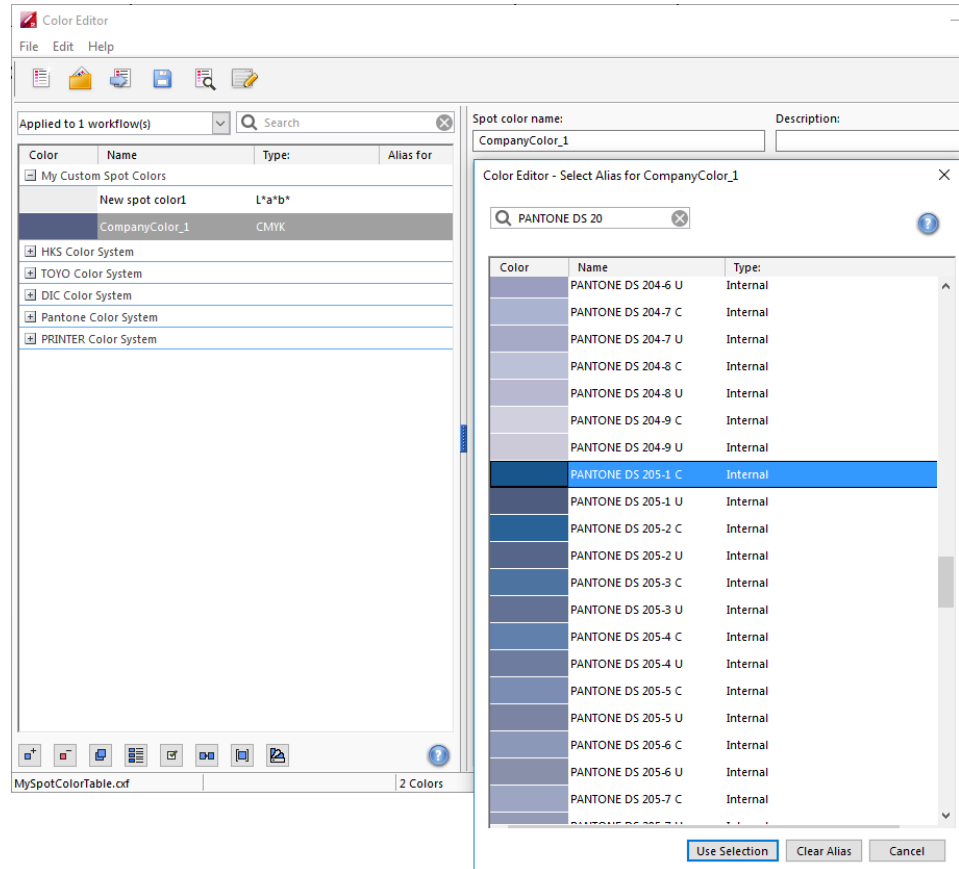 Color Editor
File Edit Help
Applied to 1 workflow(s)
Search
Color Name Type: Alias for
My Custom Spot Colors
New spot color1 L*a*b*
CompanyColor_1 CMYK
HKS Color System
TOYO Color System
DIC Color System
Pantone Color System
PRINTER Color System
MySpotColorTable.cxf 2 Colors
Spot color name: Description:
CompanyColor_1
Color Editor - Select Alias for CompanyColor_1
PANTONE DS 20
Color Name Type:
PANTONE DS 204-6 U Internal
PANTONE DS 204-7 C Internal
PANTONE DS 204-7 U Internal
PANTONE DS 204-8 C Internal
PANTONE DS 204-8 U Internal
PANTONE DS 204-9 C Internal
PANTONE DS 204-9 U Internal
PANTONE DS 205-1 C Internal
PANTONE DS 205-1 U Internal
PANTONE DS 205-2 C Internal
PANTONE DS 205-2 U Internal
PANTONE DS 205-3 C Internal
PANTONE DS 205-3 U Internal
PANTONE DS 205-4 C Internal
PANTONE DS 205-4 U Internal
PANTONE DS 205-5 C Internal
PANTONE DS 205-5 U Internal
PANTONE DS 205-6 C Internal
PANTONE DS 205-6 U Internal
PANTONE DS 205-7 C Internal
Use Selection Clear Alias Cancel